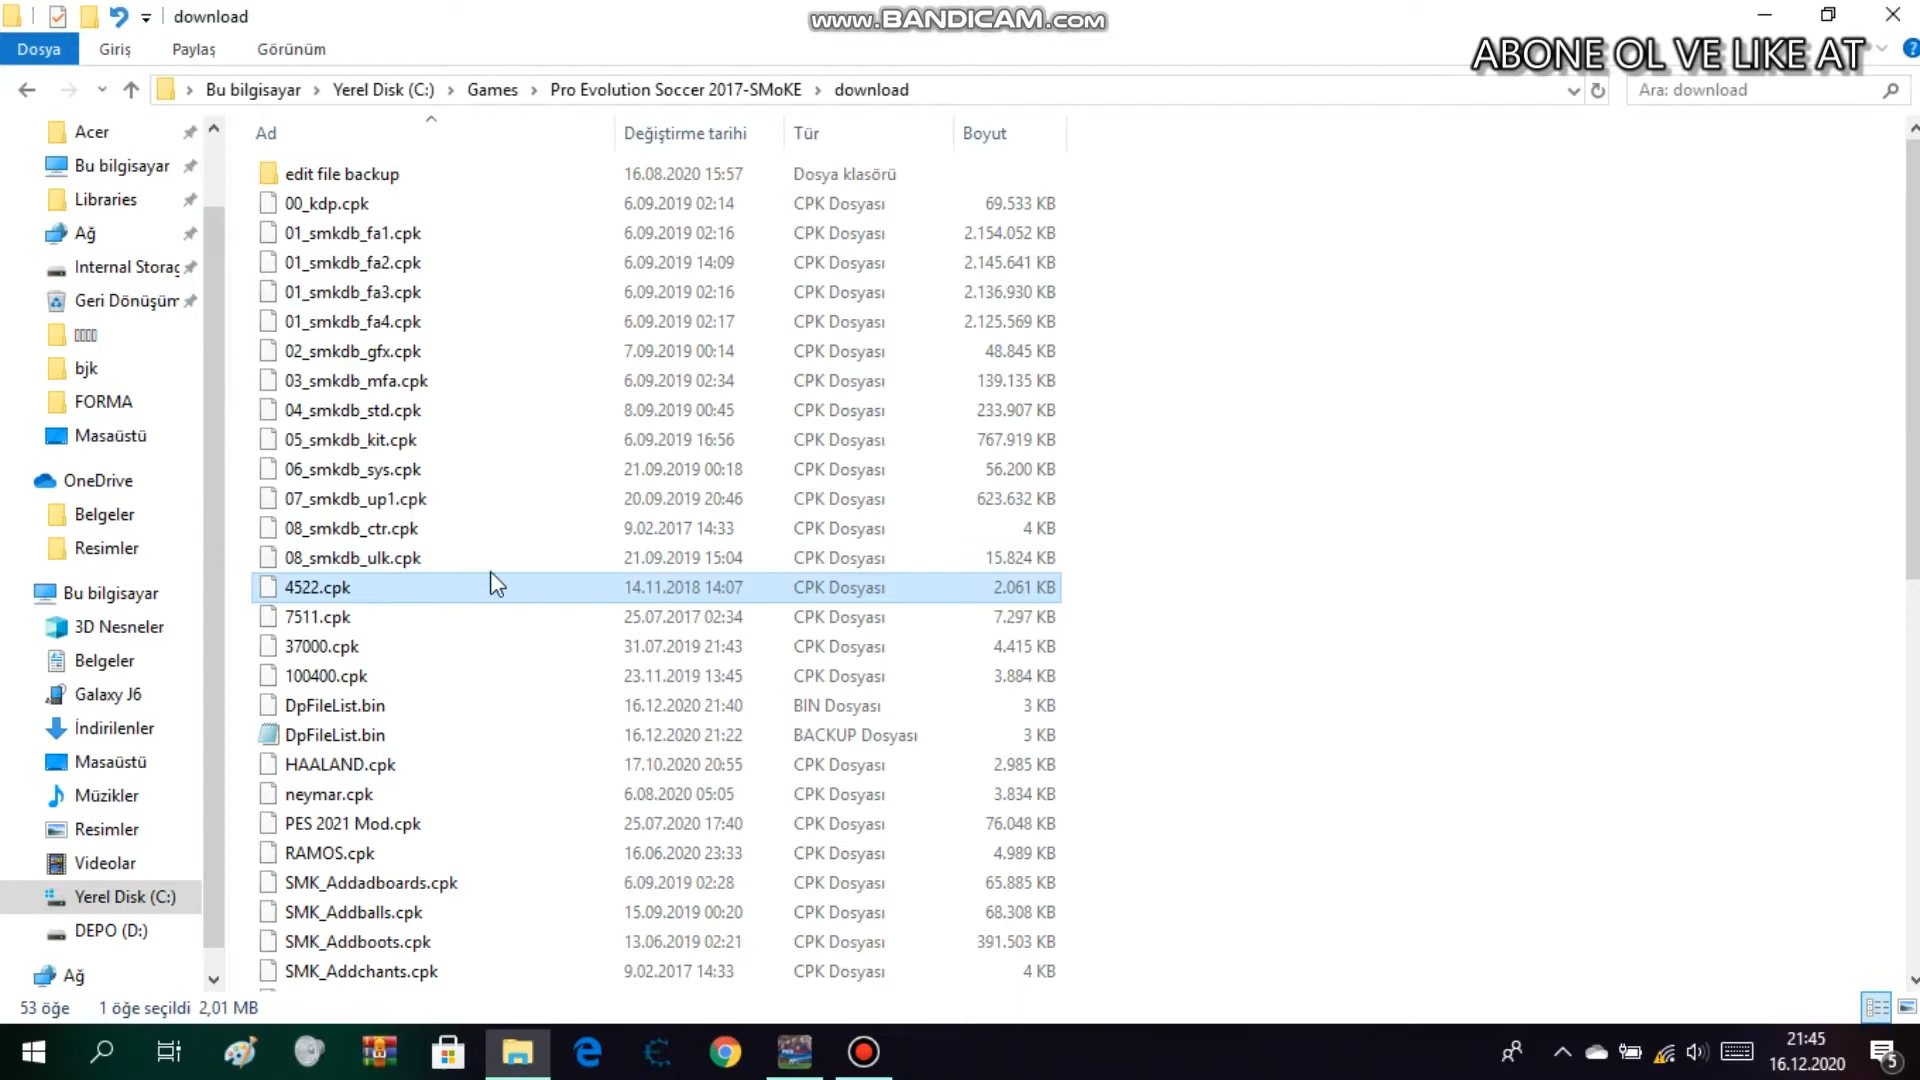 download
www.BANDICAM.com
Dosya Giriş Paylaş Görünüm
ABONE OL VE LIKE AT
Bu bilgisayar Yerel Disk (C:) Games Pro Evolution Soccer 2017-SMoKE download
Ara: download
Acer
Bu bilgisayar
Libraries
Ağ
Internal Storag
Geri Dönüşüm
bjk
FORMA
Masaüstü
OneDrive
Belgeler
Resimler
Bu bilgisayar
3D Nesneler
Belgeler
Galaxy J6
İndirilenler
Masaüstü
Müzikler
Resimler
Videolar
Yerel Disk (C:)
DEPO (D:)
Ağ
Ad Değiştirme tarihi Tür Boyut
edit file backup 16.08.2020 15:57 Dosya klasörü
00_kdp.cpk 6.09.2019 02:14 CPK Dosyası 69.533 KB
01_smkdb_fa1.cpk 6.09.2019 02:16 CPK Dosyası 2.154.052 KB
01_smkdb_fa2.cpk 6.09.2019 14:09 CPK Dosyası 2.145.641 KB
01_smkdb_fa3.cpk 6.09.2019 02:16 CPK Dosyası 2.136.930 KB
01_smkdb_fa4.cpk 6.09.2019 02:17 CPK Dosyası 2.125.569 KB
02_smkdb_gfx.cpk 7.09.2019 00:14 CPK Dosyası 48.845 KB
03_smkdb_mfa.cpk 6.09.2019 02:34 CPK Dosyası 139.135 KB
04_smkdb_std.cpk 8.09.2019 00:45 CPK Dosyası 233.907 KB
05_smkdb_kit.cpk 6.09.2019 16:56 CPK Dosyası 767.919 KB
06_smkdb_sys.cpk 21.09.2019 00:18 CPK Dosyası 56.200 KB
07_smkdb_up1.cpk 20.09.2019 20:46 CPK Dosyası 623.632 KB
08_smkdb_ctr.cpk 9.02.2017 14:33 CPK Dosyası 4 KB
08_smkdb_ulk.cpk 21.09.2019 15:04 CPK Dosyası 15.824 KB
4522.cpk 14.11.2018 14:07 CPK Dosyası 2.061 KB
7511.cpk 25.07.2017 02:34 CPK Dosyası 7.297 KB
37000.cpk 31.07.2019 21:43 CPK Dosyası 4.415 KB
100400.cpk 23.11.2019 13:45 CPK Dosyası 3.884 KB
DpFileList.bin 16.12.2020 21:40 BIN Dosyası 3 KB
DpFileList.bin 16.12.2020 21:22 BACKUP Dosyası 3 KB
HAALAND.cpk 17.10.2020 20:55 CPK Dosyası 2.985 KB
neymar.cpk 6.08.2020 05:05 CPK Dosyası 3.834 KB
PES 2021 Mod.cpk 25.07.2020 17:40 CPK Dosyası 76.048 KB
RAMOS.cpk 16.06.2020 23:33 CPK Dosyası 4.989 KB
SMK_Addadboards.cpk 6.09.2019 02:28 CPK Dosyası 65.885 KB
SMK_Addballs.cpk 15.09.2019 00:20 CPK Dosyası 68.308 KB
SMK_Addboots.cpk 13.06.2019 02:21 CPK Dosyası 391.503 KB
SMK_Addchants.cpk 9.02.2017 14:33 CPK Dosyası 4 KB
53 öğe 1 öğe seçildi 2,01 MB
21:45
16.12.2020
5